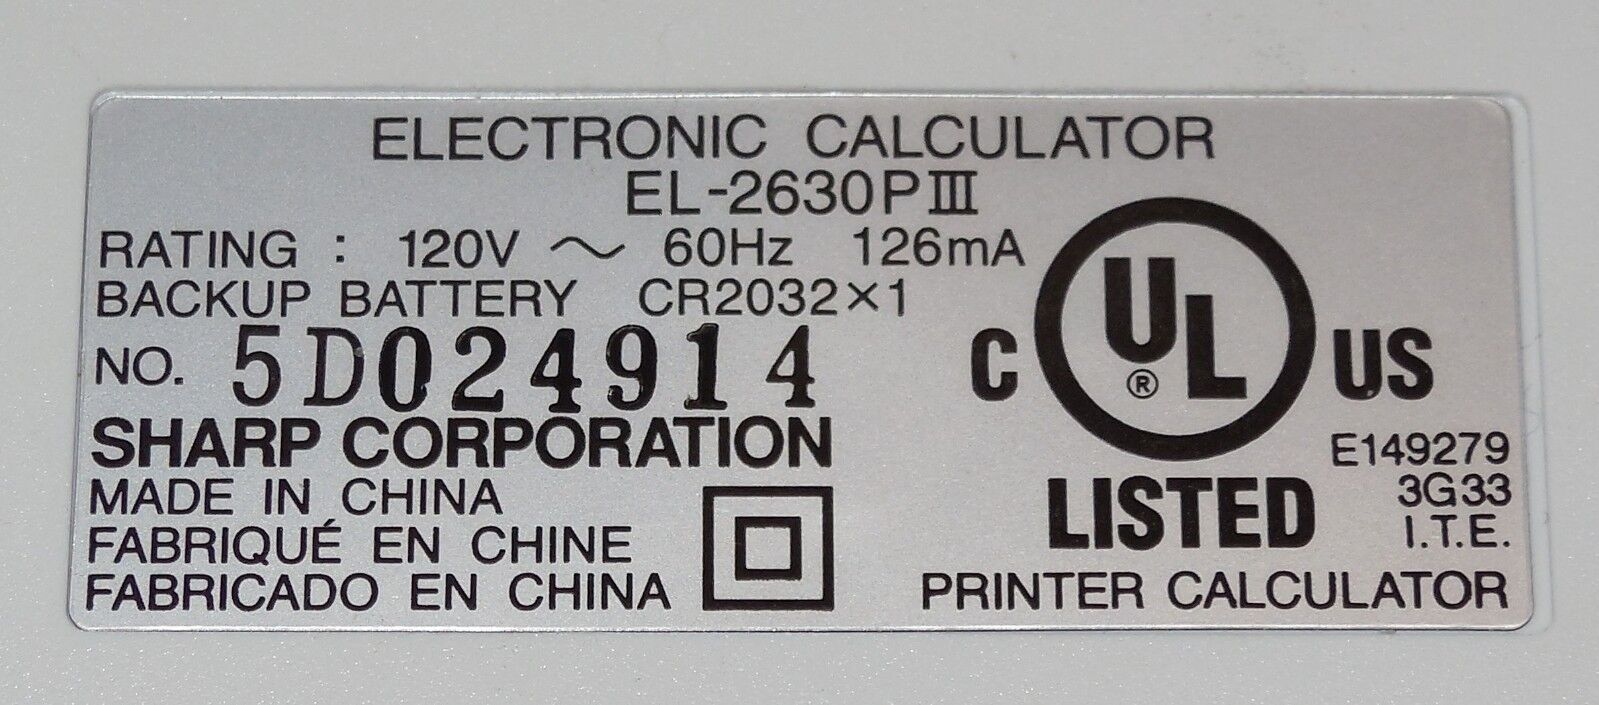 ELECTRONIC CALCULATOR
EL-2630PⅢ
RATING : 120V ~ 60Hz 126mA
BACKUP BATTERY CR2032×1
NO. 5D024914
SHARP CORPORATION
MADE IN CHINA
FABRIQUÉ EN CHINE
FABRICADO EN CHINA
C UL ® US
LISTED
E149279
3G33
I.T.E.
PRINTER CALCULATOR